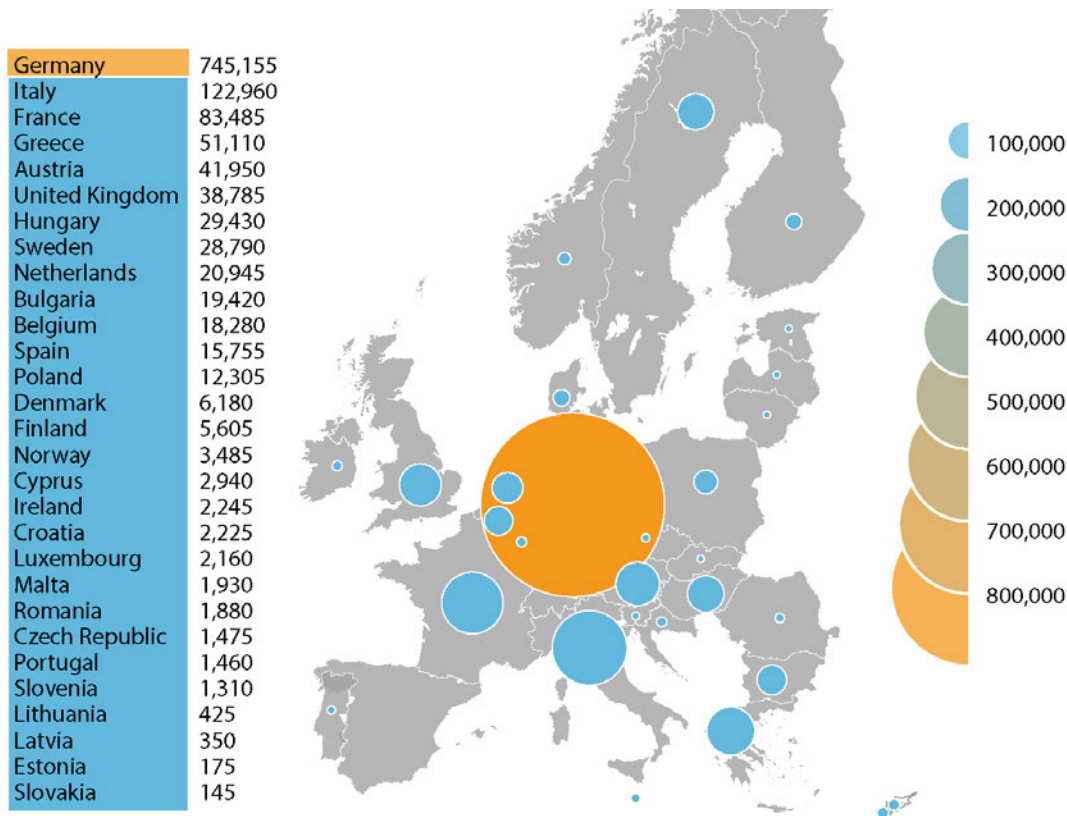 Germany 745,155
Italy 122,960
France 83,485
Greece 51,110
Austria 41,950
United Kingdom 38,785
Hungary 29,430
Sweden 28,790
Netherlands 20,945
Bulgaria 19,420
Belgium 18,280
Spain 15,755
Poland 12,305
Denmark 6,180
Finland 5,605
Norway 3,485
Cyprus 2,940
Ireland 2,245
Croatia 2,225
Luxembourg 2,160
Malta 1,930
Romania 1,880
Czech Republic 1,475
Portugal 1,460
Slovenia 1,310
Lithuania 425
Latvia 350
Estonia 175
Slovakia 145
100,000
200,000
300,000
400,000
500,000
600,000
700,000
800,000